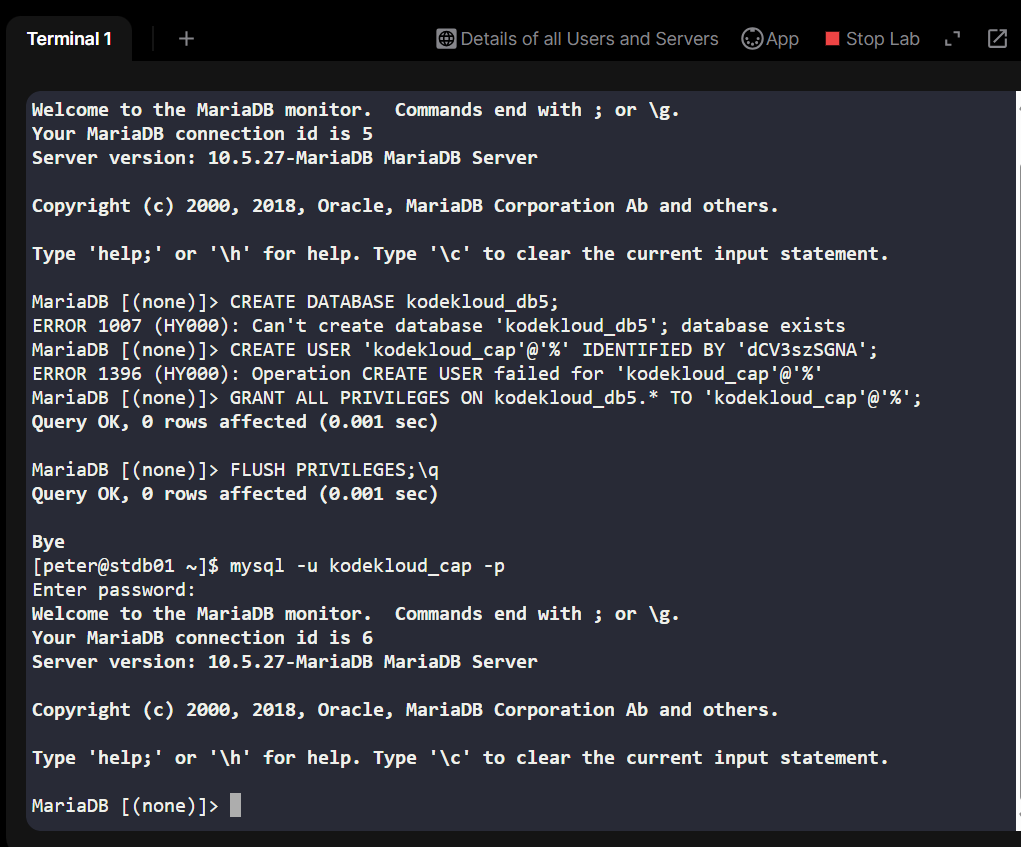 Terminal 1
+
Details of all Users and Servers
App
Stop Lab
Welcome to the MariaDB monitor.  Commands end with ; or \g.
Your MariaDB connection id is 5
Server version: 10.5.27-MariaDB MariaDB Server
Copyright (c) 2000, 2018, Oracle, MariaDB Corporation Ab and others.
Type 'help;' or '\h' for help. Type '\c' to clear the current input statement.
MariaDB [(none)]> CREATE DATABASE kodekloud_db5;
ERROR 1007 (HY000): Can't create database 'kodekloud_db5'; database exists
MariaDB [(none)]> CREATE USER 'kodekloud_cap'@'%' IDENTIFIED BY 'dCV3szSGNA';
ERROR 1396 (HY000): Operation CREATE USER failed for 'kodekloud_cap'@'%'
MariaDB [(none)]> GRANT ALL PRIVILEGES ON kodekloud_db5.* TO 'kodekloud_cap'@'%';
Query OK, 0 rows affected (0.001 sec)
MariaDB [(none)]> FLUSH PRIVILEGES;\q
Query OK, 0 rows affected (0.001 sec)
Bye
[peter@stdb01 ~]$ mysql -u kodekloud_cap -p
Enter password:
Welcome to the MariaDB monitor.  Commands end with ; or \g.
Your MariaDB connection id is 6
Server version: 10.5.27-MariaDB MariaDB Server
Copyright (c) 2000, 2018, Oracle, MariaDB Corporation Ab and others.
Type 'help;' or '\h' for help. Type '\c' to clear the current input statement.
MariaDB [(none)]>